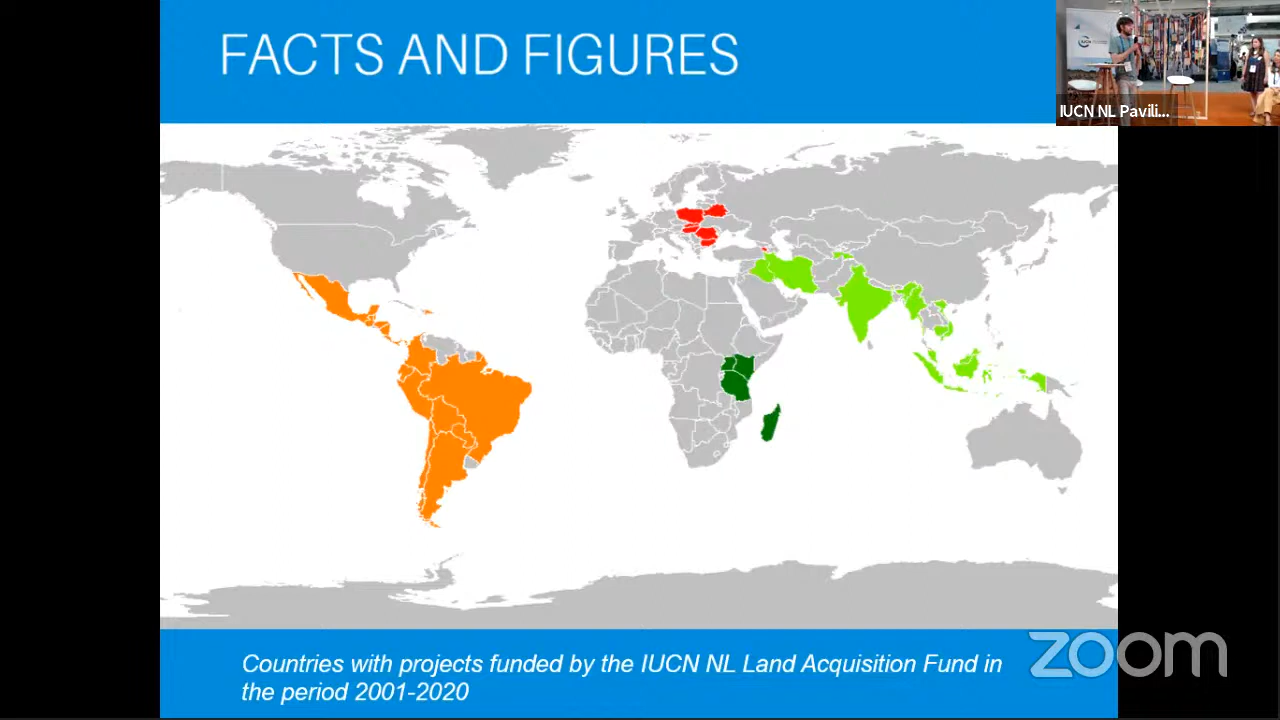 FACTS AND FIGURES
IUCN
IUCN NL Pavili...
Countries with projects funded by the IUCN NL Land Acquisition Fund in
the period 2001-2020
zoom